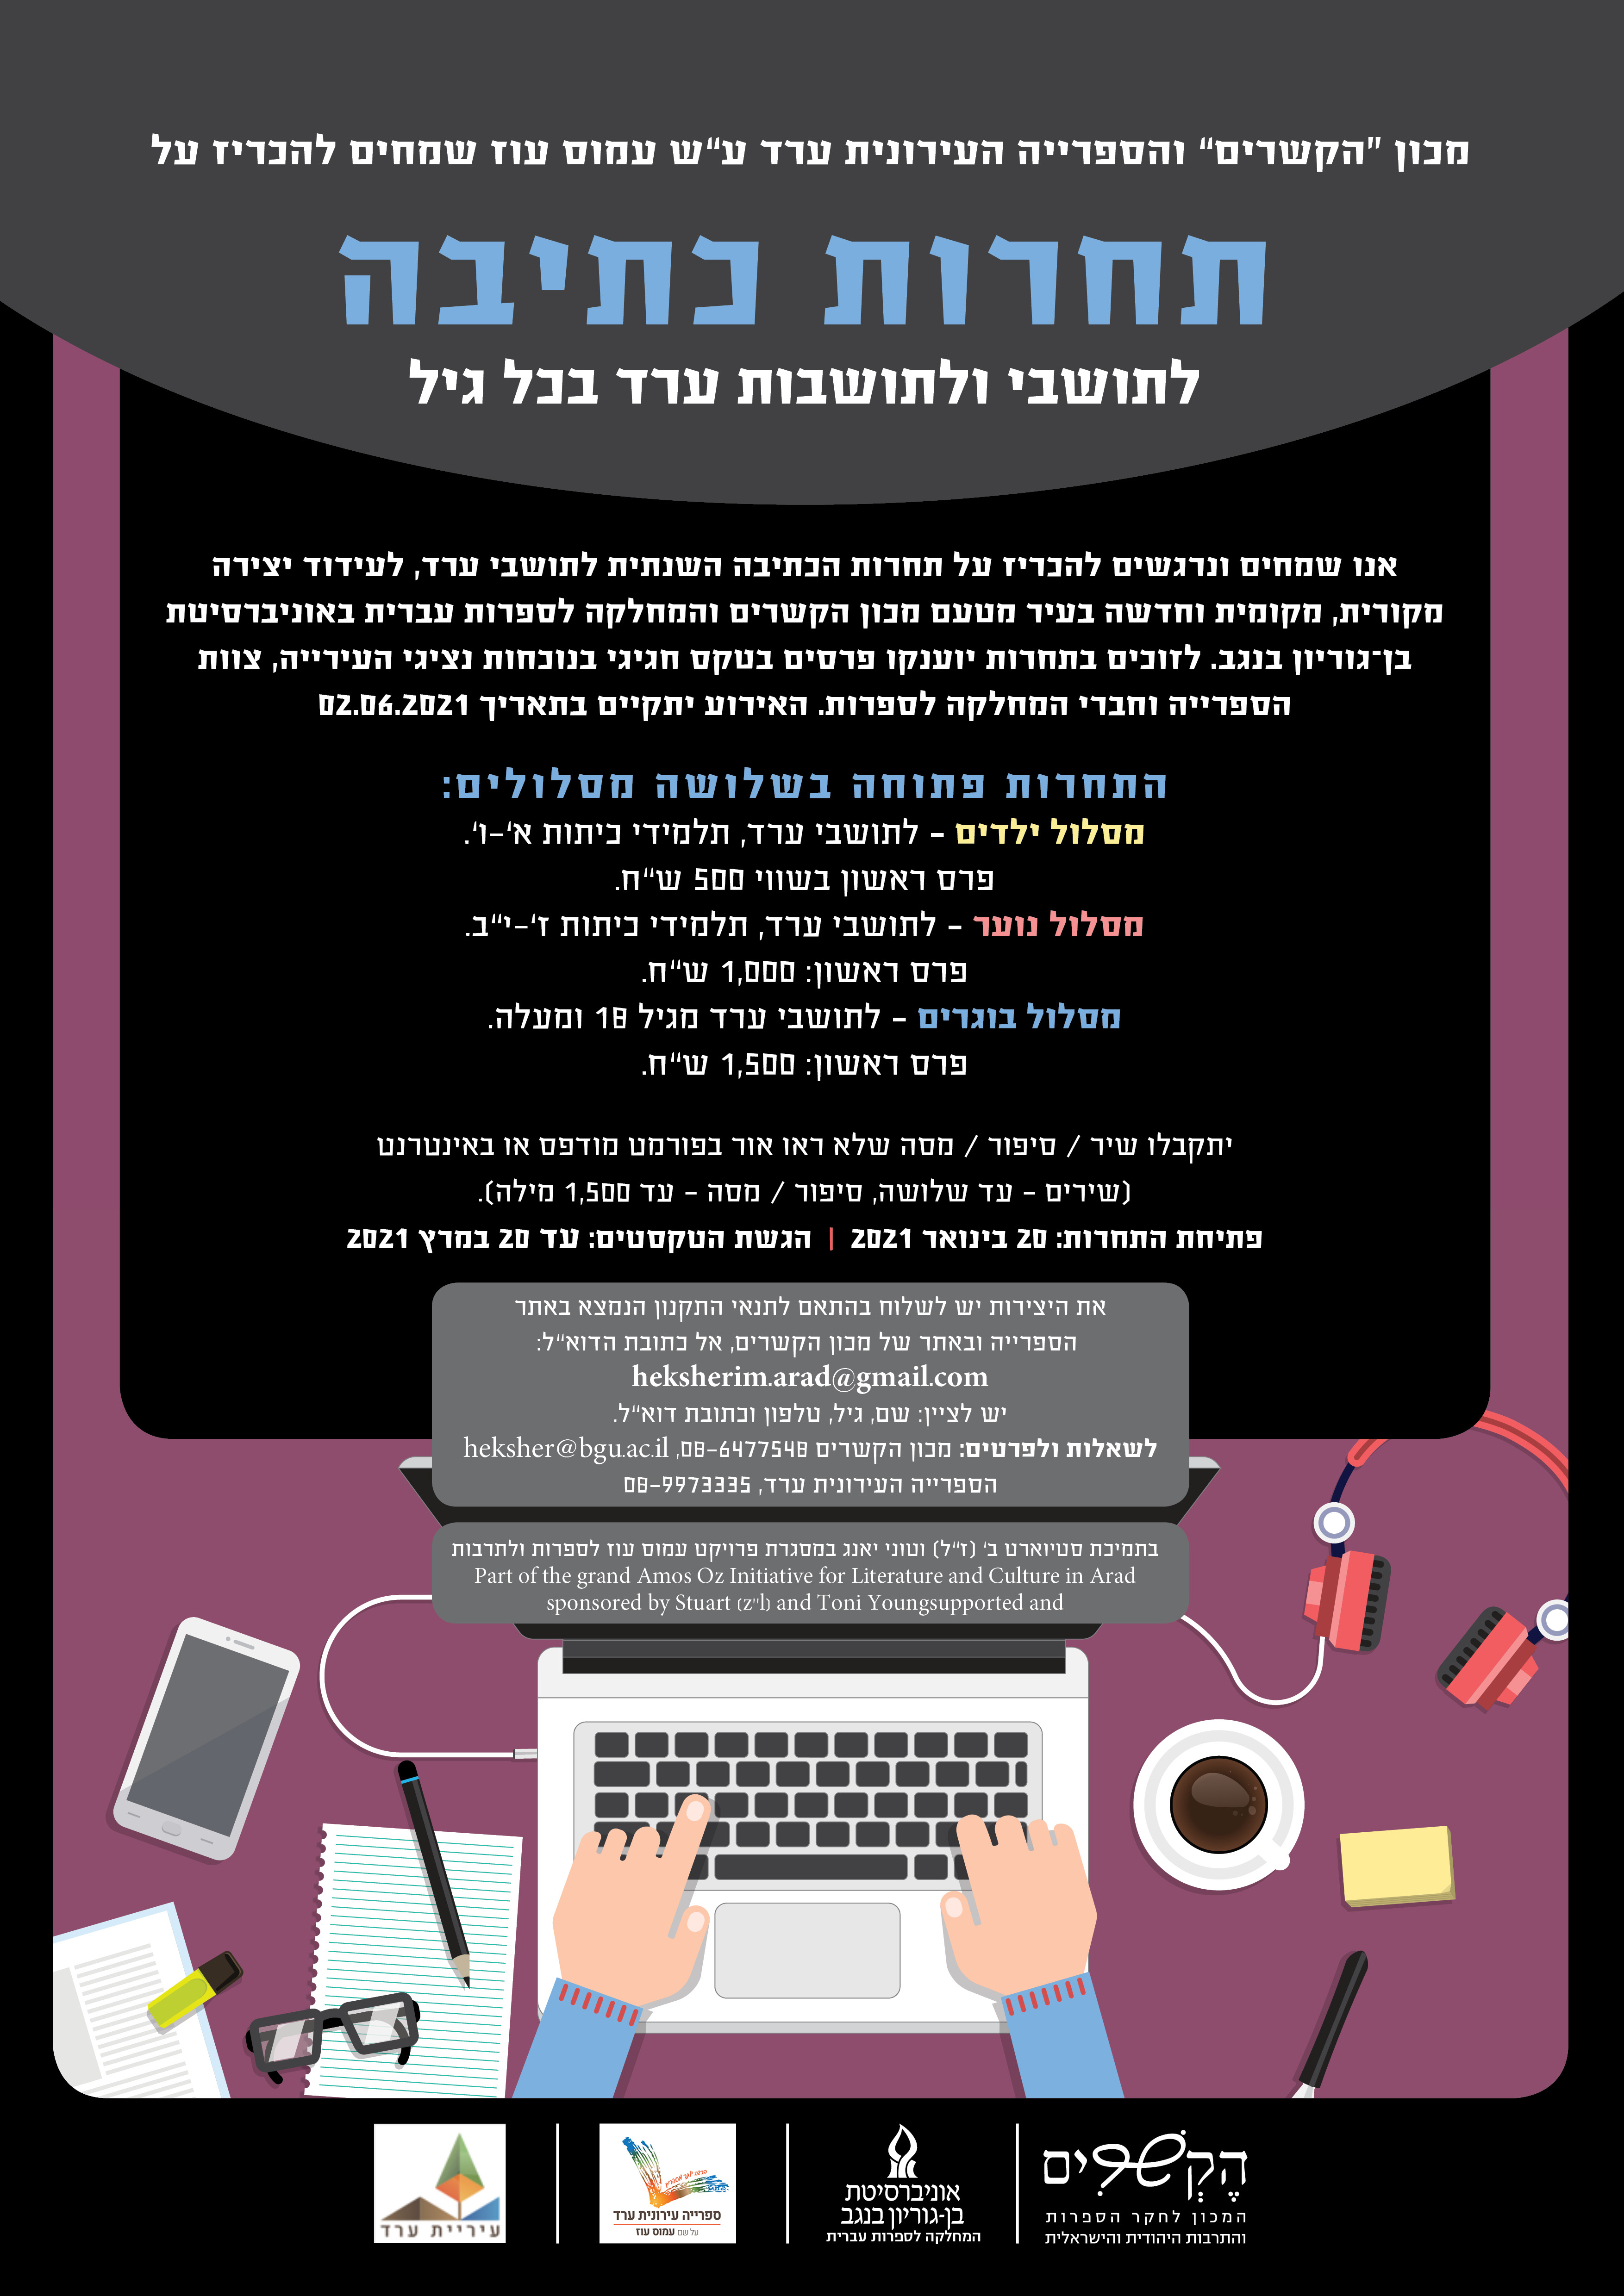 מכון "הקשרים" והספרייה העירונית ערד ע"ש עמוס עוז שמחים להכריז על
תחרות כתיבה
לתושבי ולתושבות ערד בכל גיל
אנו שמחים ונרגשים להכריז על תחרות הכתיבה השנתית לתושבי ערד, לעידוד יצירה
מקורית, מקומית וחדשה בעיר מטעם מכון הקשרים והמחלקה לספרות עברית באוניברסיטת
בן־גוריון בנגב. לזוכים בתחרות יוענקו פרסים בטקס חגיגי בנוכחות נציגי העירייה, צוות
הספרייה וחברי המחלקה לספרות. האירוע יתקיים בתאריך 02.06.2021
התחרות פתוחה בשלושה מסלולים:
מסלול ילדים – לתושבי ערד, תלמידי כיתות א'–ו'.
פרס ראשון בשווי 500 ש"ח.
מסלול נוער – לתושבי ערד, תלמידי כיתות ז'–י"ב.
פרס ראשון: 1,000 ש"ח.
מסלול בוגרים – לתושבי ערד מגיל 18 ומעלה.
פרס ראשון: 1,500 ש"ח.
יתקבלו שיר / סיפור / מסה שלא ראו אור בפורמט מודפס או באינטרנט
(שירים – עד שלושה, סיפור / מסה – עד 1,500 מילה).
פתיחת התחרות: 20 בינואר 2021 | הגשת הטקסטים: עד 20 במרץ 2021
את היצירות יש לשלוח בהתאם לתנאי התקנון הנמצא באתר
הספרייה ובאתר של מכון הקשרים, אל כתובת הדוא"ל:
heksherim.arad@gmail.com
יש לציין: שם, גיל, טלפון וכתובת דוא"ל.
לשאלות ולפרטים: מכון הקשרים 08-6477548, heksher@bgu.ac.il
הספרייה העירונית ערד, 08-9973335
בתמיכת סטיוארט ב' (ז"ל) וטוני יאנג במסגרת פרויקט עמוס עוז לספרות ולתרבות
Part of the grand Amos Oz Initiative for Literature and Culture in Arad
sponsored by Stuart (z"l) and Toni Youngsupported and
הֶקְשֵׁרִים
המכון לחקר הספרות
והתרבות היהודית והישראלית
אוניברסיטת
בן-גוריון בנגב
המחלקה לספרות עברית
ספרייה עירונית ערד
על שם עמוס עוז
עיריית ערד